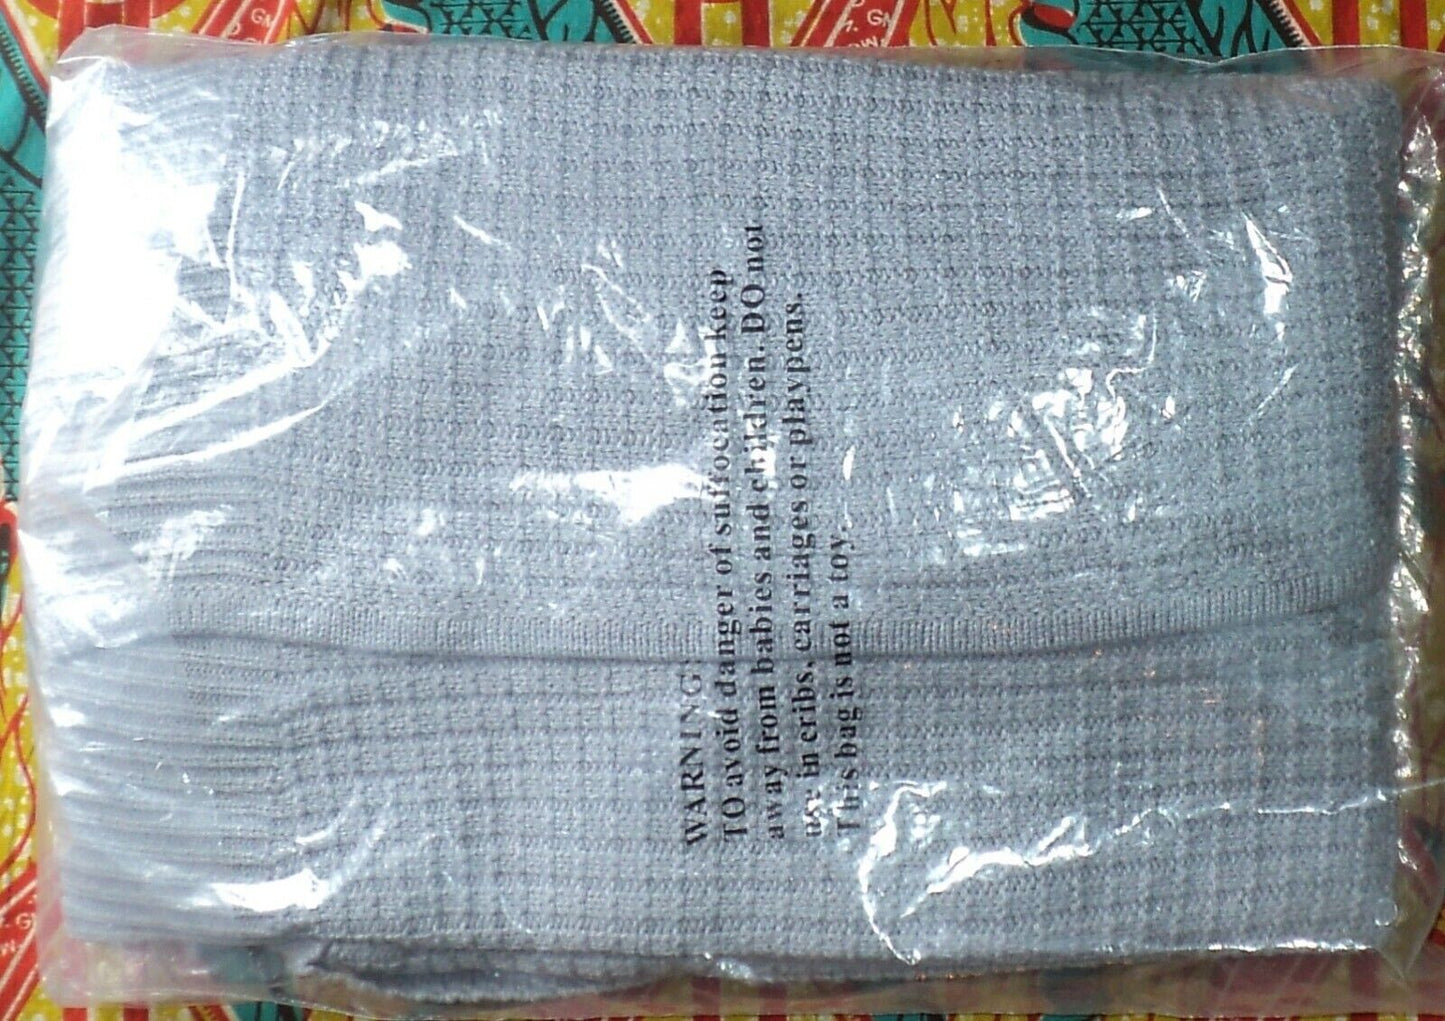 WARNING:
TO avoid danger of suffocation keep
away from babies and children. DO not
use in cribs, carriages or playpens.
This bag is not a toy.